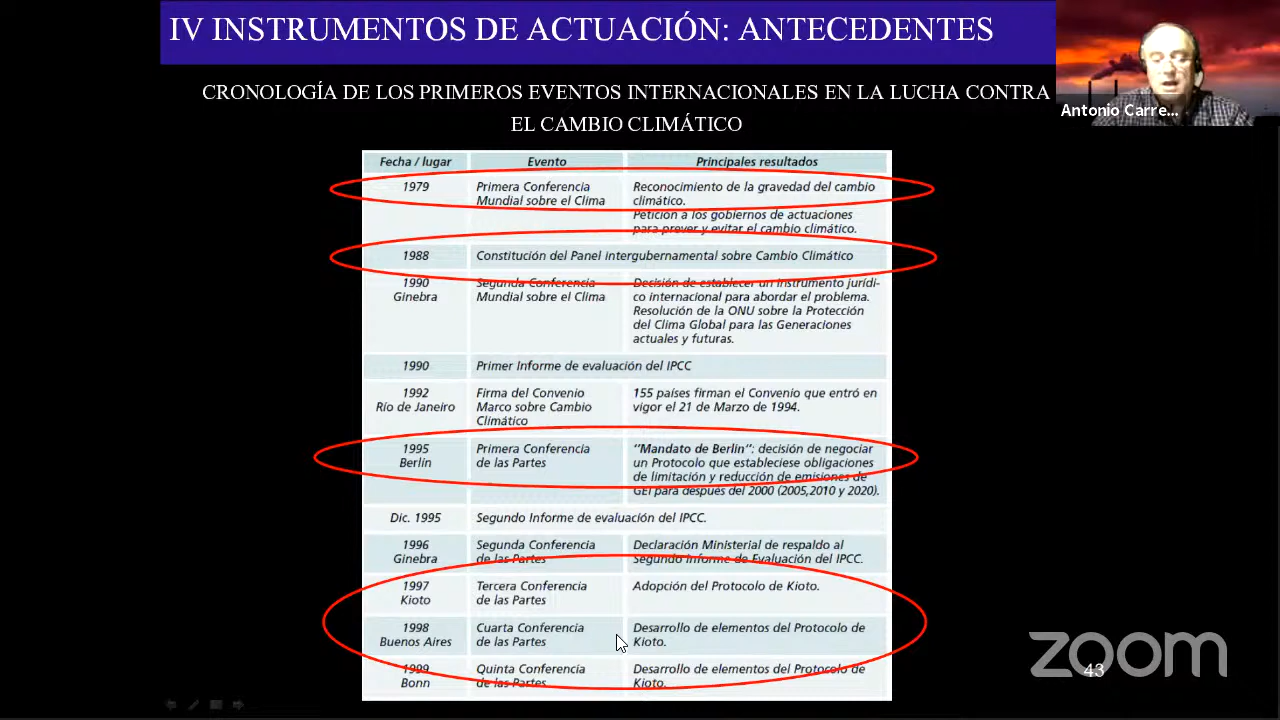 IV INSTRUMENTOS DE ACTUACIÓN: ANTECEDENTES
Antonio Carre...
CRONOLOGÍA DE LOS PRIMEROS EVENTOS INTERNACIONALES EN LA LUCHA CONTRA
EL CAMBIO CLIMÁTICO
Fecha / lugar Evento Principales resultados
1979 Primera Conferencia Reconocimiento de la gravedad del cambio
Mundial sobre el Clima climático.
Petición a los gobiernos de actuaciones
para prever y evitar el cambio climático.
1988 Constitución del Panel intergubernamental sobre Cambio Climático
1990 Segunda Conferencia Decisión de establecer un instrumento jurídi-
Ginebra Mundial sobre el Clima co internacional para abordar el problema.
Resolución de la ONU sobre la Protección
del Clima Global para las Generaciones
actuales y futuras.
1990 Primer Informe de evaluación del IPCC
1992 Firma del Convenio 155 países firman el Convenio que entró en
Río de Janeiro Marco sobre Cambio vigor el 21 de Marzo de 1994.
Climático
1995 Primera Conferencia "Mandato de Berlín": decisión de negociar
Berlín de las Partes un Protocolo que estableciese obligaciones
de limitación y reducción de emisiones de
GEI para después del 2000 (2005,2010 y 2020).
Dic. 1995 Segundo Informe de evaluación del IPCC.
1996 Segunda Conferencia Declaración Ministerial de respaldo al
Ginebra de las Partes Segundo Informe de Evaluación del IPCC.
1997 Tercera Conferencia Adopción del Protocolo de Kioto.
Kioto de las Partes
1998 Cuarta Conferencia Desarrollo de elementos del Protocolo de
Buenos Aires de las Partes Kioto.
1999 Quinta Conferencia Desarrollo de elementos del Protocolo de
Bonn de las Partes Kioto.
zoom
43